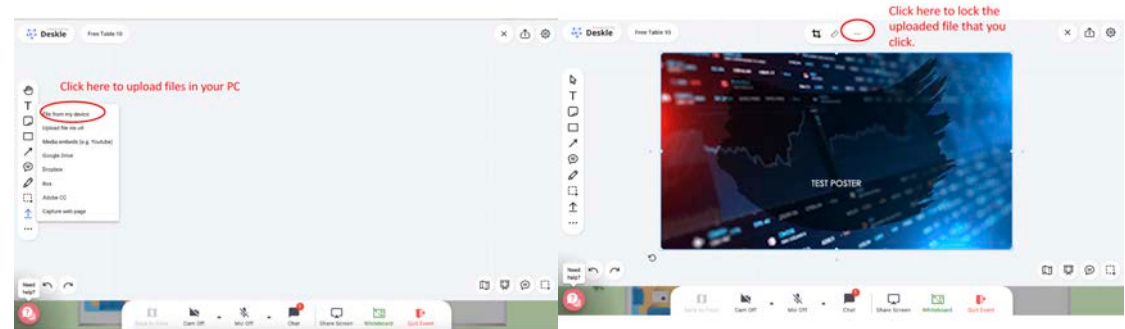 Deskle
Free Table 10
Click here to upload files in your PC
File from my device
Upload file via url
Media embeds (e.g. Youtube)
Google Drive
Dropbox
Box
Adobe CC
Capture web page
Need help?
Cam Off
Mic Off
Chat
Share Screen
Whiteboard
Quit Event
Click here to lock the
uploaded file that you
click.
Deskle
Free Table 10
TEST POSTER
Need help?
Cam Off
Mic Off
Chat
Share Screen
Whiteboard
Quit Event